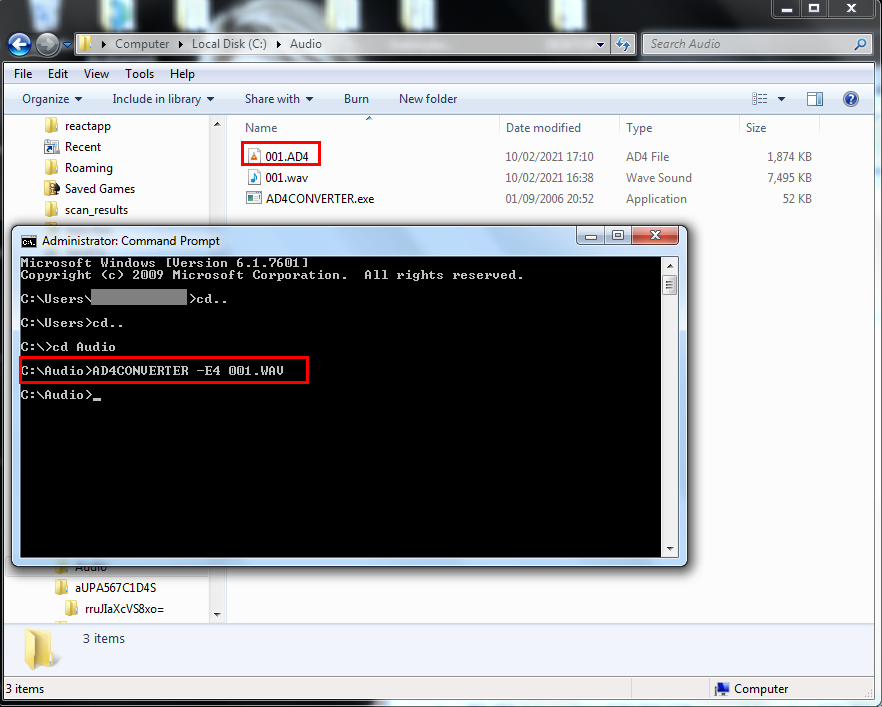 Computer Local Disk (C:) Audio
Search Audio
File Edit View Tools Help
Organize Include in library Share with Burn New folder
reactapp
Recent
Roaming
Saved Games
scan_results
Name Date modified Type Size
001.AD4 10/02/2021 17:10 AD4 File 1,874 KB
001.wav 10/02/2021 16:38 Wave Sound 7,495 KB
AD4CONVERTER.exe 01/09/2006 20:52 Application 52 KB
Administrator: Command Prompt
Microsoft Windows [Version 6.1.7601]
Copyright (c) 2009 Microsoft Corporation. All rights reserved.
C:\Users\ >cd..
C:\Users>cd..
C:\>cd Audio
C:\Audio>AD4CONVERTER -E4 001.WAV
C:\Audio>_
Audio
aUPA567C1D4S
rruJIaXcVS8xo=
3 items
3 items
Computer